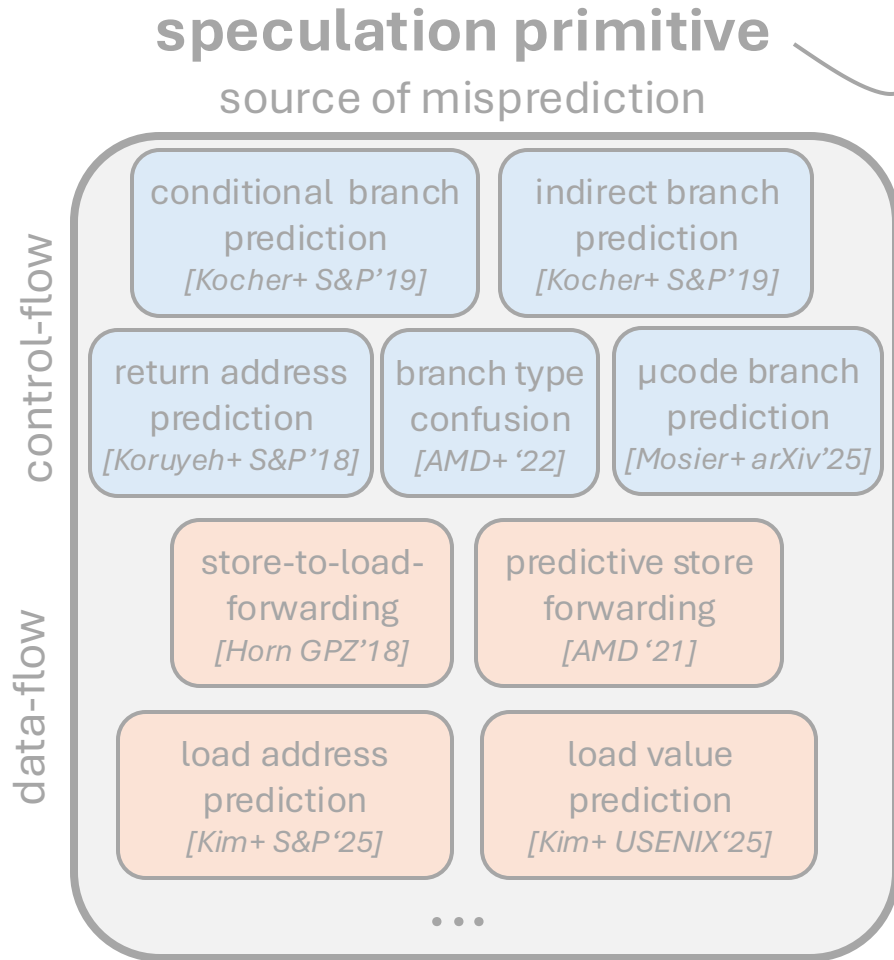 speculation primitive
source of misprediction
control-flow
conditional branch
prediction
[Kocher+ S&P’19]
indirect branch
prediction
[Kocher+ S&P’19]
return address
prediction
[Koruyeh+ S&P’18]
branch type
confusion
[AMD+ ‘22]
µcode branch
prediction
[Mosier+ arXiv’25]
data-flow
store-to-load-
forwarding
[Horn GPZ’18]
predictive store
forwarding
[AMD ‘21]
load address
prediction
[Kim+ S&P‘25]
load value
prediction
[Kim+ USENIX‘25]
...